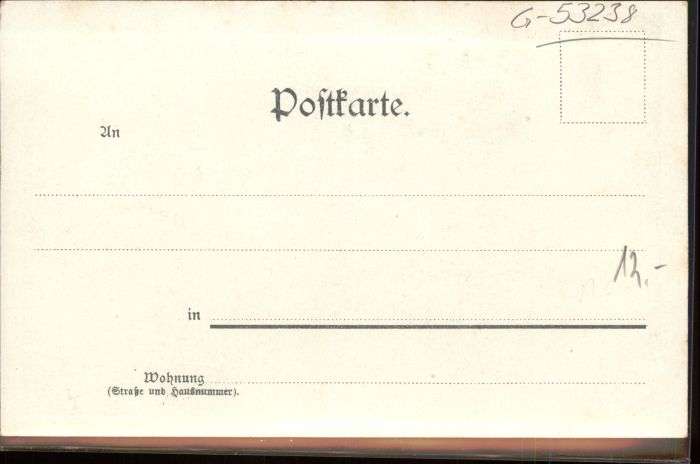 G-53238
Postkarte.
An
12.-
in
Wohnung
(Straße und Hausnummer).